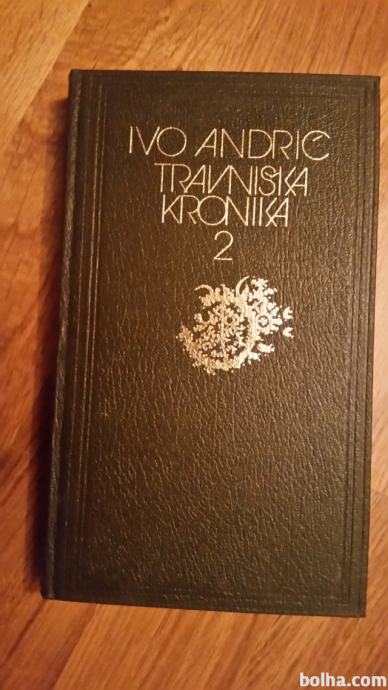 IVO ANDRIĆ
TRAVNIŠKA
KRONIKA
2
bolha.com